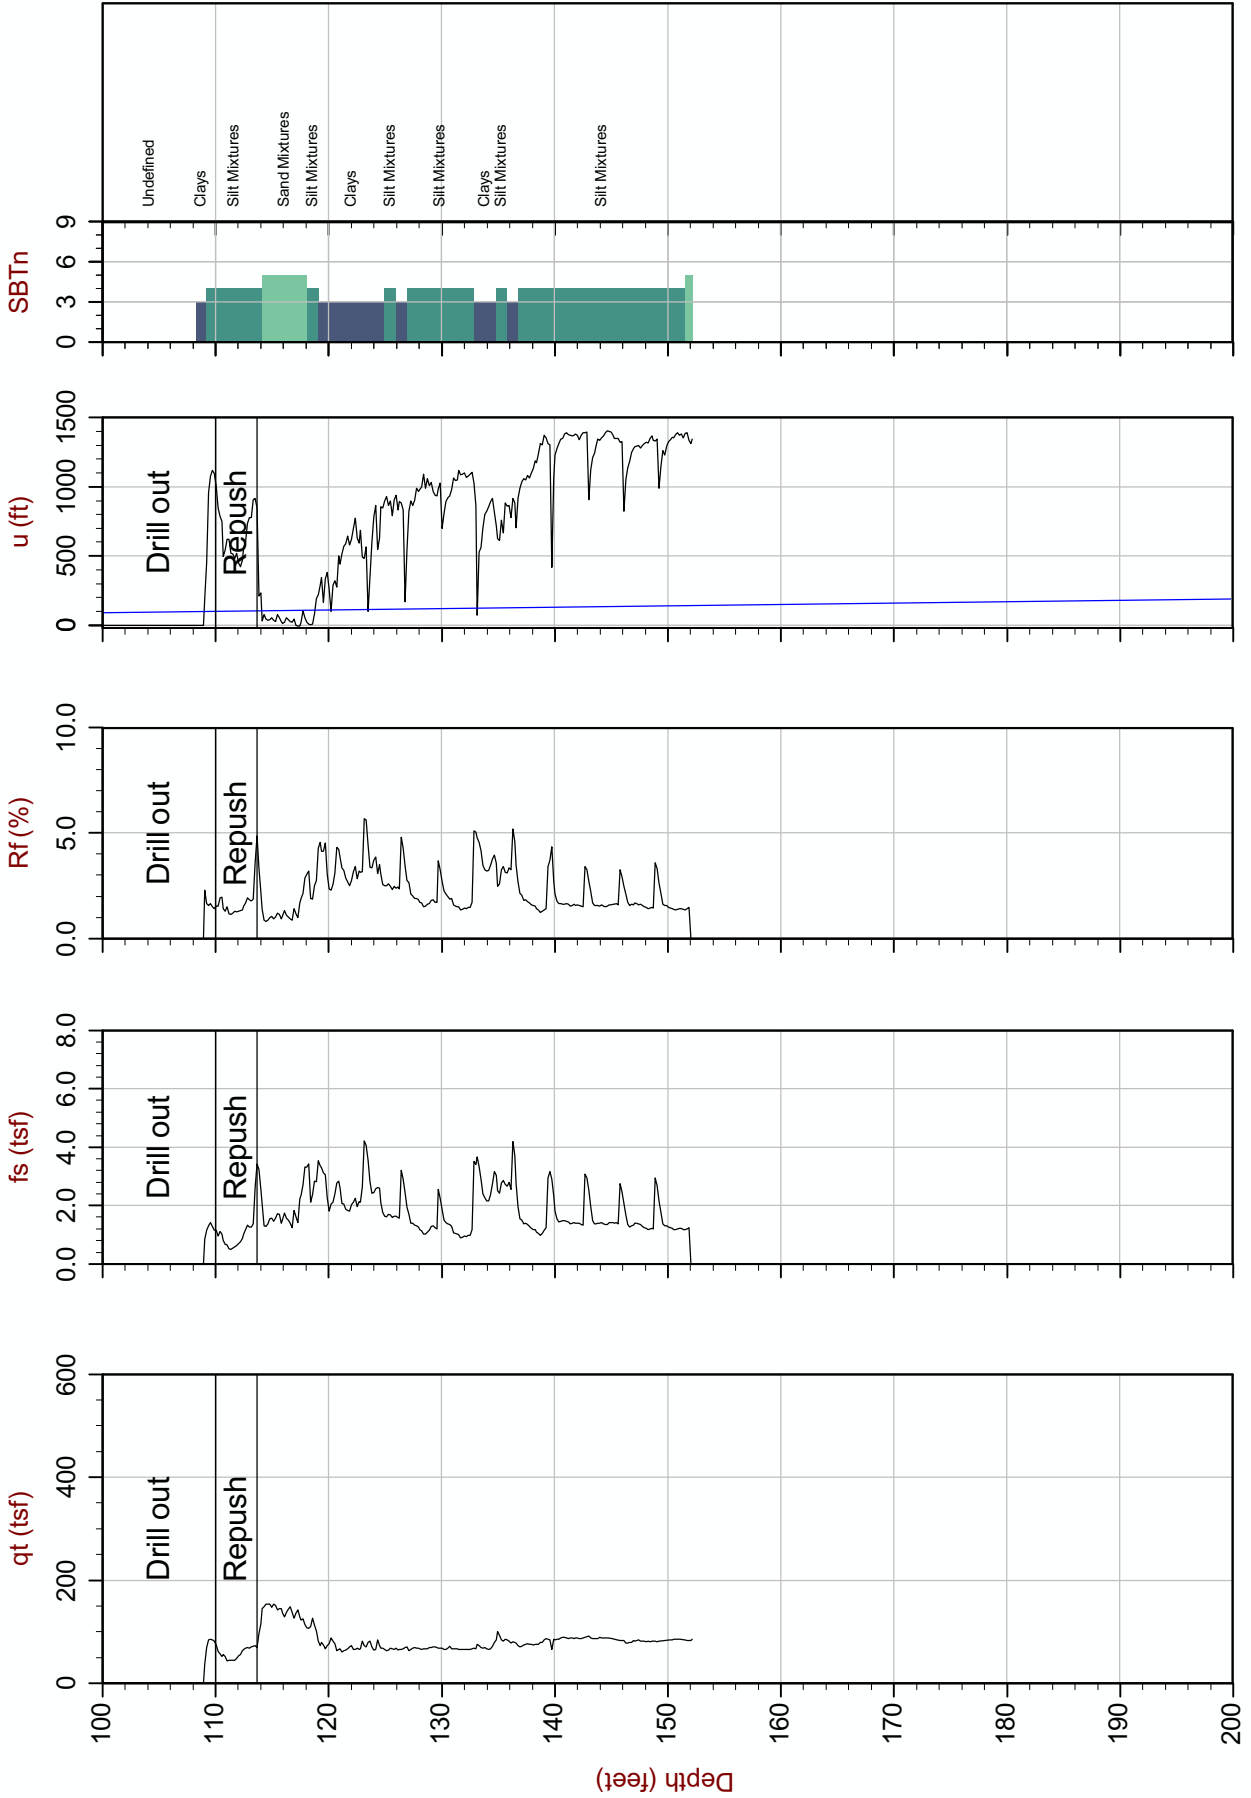 qt (tsf)
fs (tsf)
Rf (%)
u (ft)
SBTn
0
200
400
600
0.0
2.0
4.0
6.0
8.0
0.0
5.0
10.0
0
500
1000
1500
0
3
6
9
Depth (feet)
100
110
120
130
140
150
160
170
180
190
200
Drill out
Drill out
Drill out
Drill out
Repush
Repush
Repush
Repush
Undefined
Clays
Silt Mixtures
Sand Mixtures
Silt Mixtures
Clays
Silt Mixtures
Silt Mixtures
Clays
Silt Mixtures
Silt Mixtures